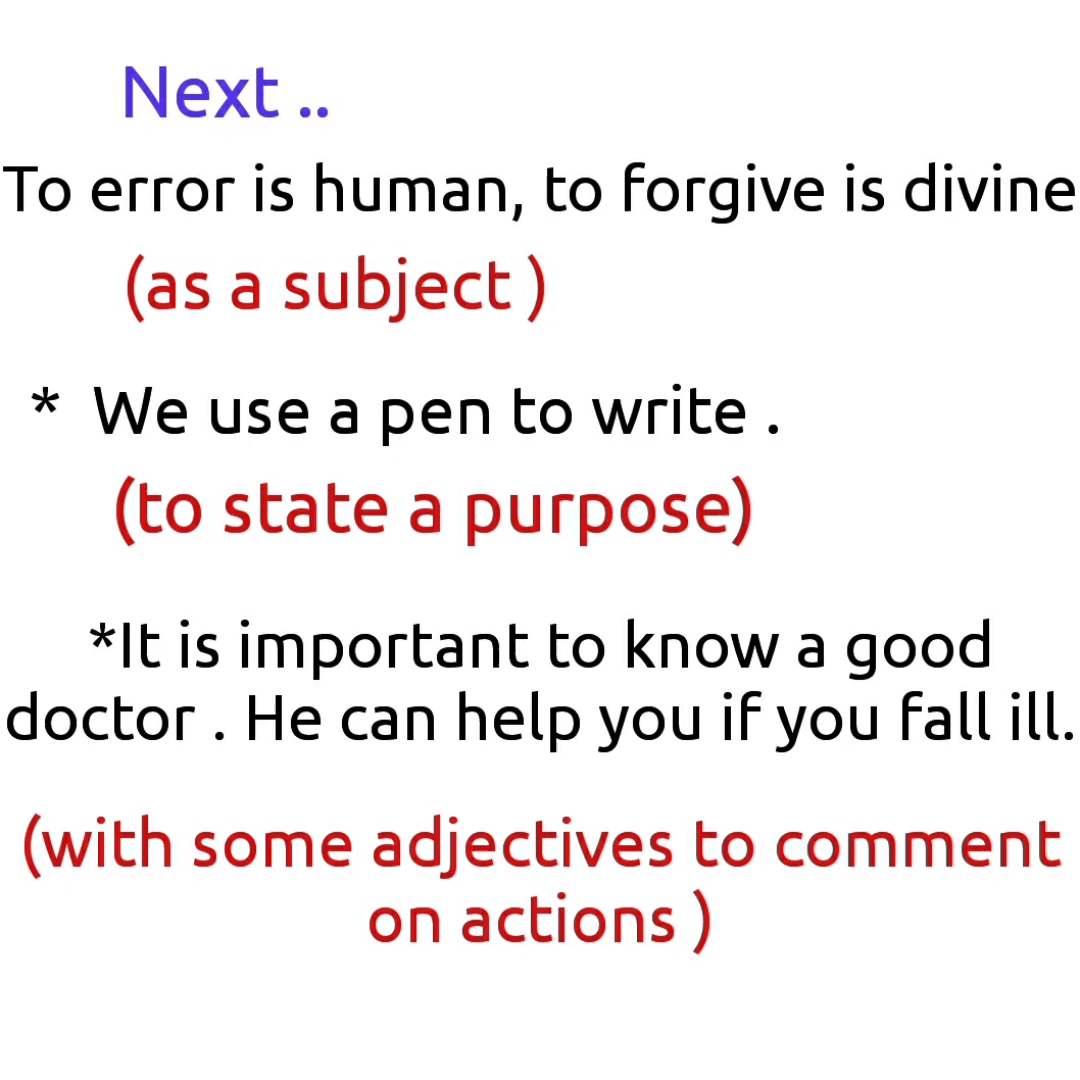 Next ..
To error is human, to forgive is divine
(as a subject )
* We use a pen to write .
(to state a purpose)
*It is important to know a good
doctor . He can help you if you fall ill.
(with some adjectives to comment
on actions )